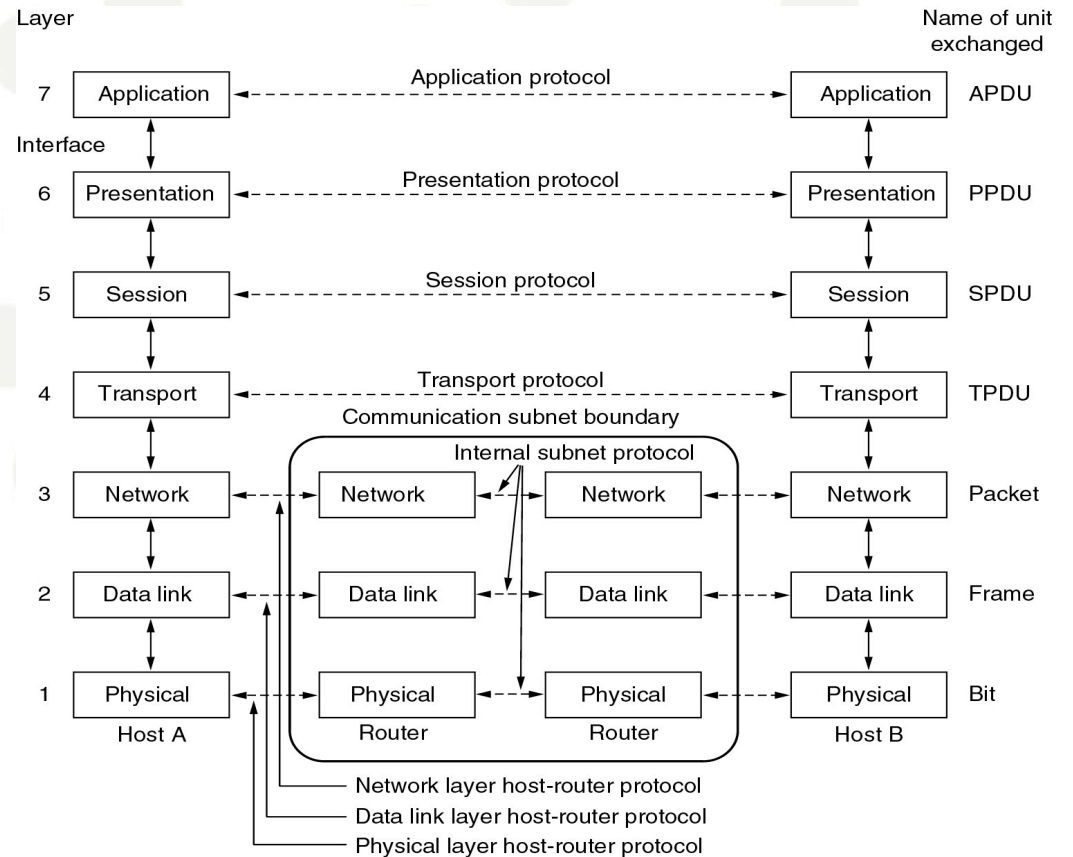 Layer
Name of unit
exchanged
Application protocol
7 Application Application APDU
Interface
Presentation protocol
6 Presentation Presentation PPDU
Session protocol
5 Session Session SPDU
Transport protocol
4 Transport Transport TPDU
Communication subnet boundary
Internal subnet protocol
3 Network Network Network Network Packet
2 Data link Data link Data link Data link Frame
1 Physical Physical Physical Physical Bit
Host A Router Router Host B
Network layer host-router protocol
Data link layer host-router protocol
Physical layer host-router protocol